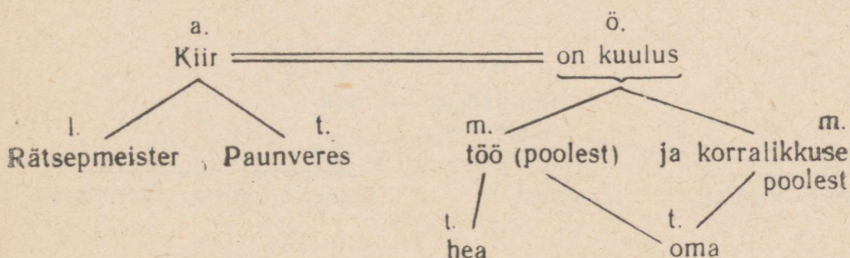 a. ö.
Kiir on kuulus
l. t. m. m.
Rätsepmeister , Paunveres töö (poolest) ja korralikkuse
poolest
t. t.
hea oma